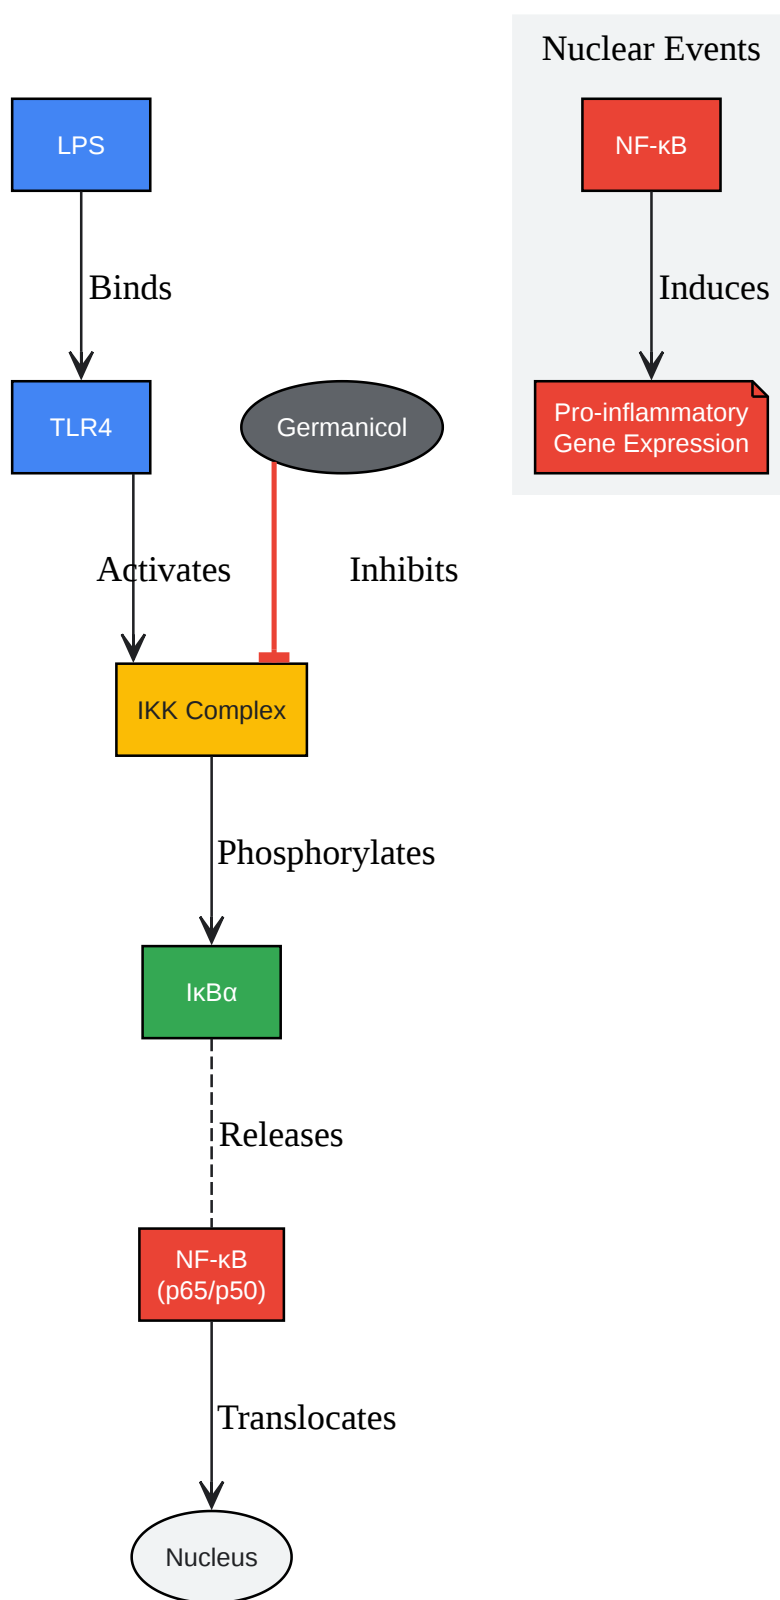 Nuclear Events
LPS
NF-κB
Binds
Induces
TLR4
Germanicol
Pro-inflammatory
Gene Expression
Activates
Inhibits
IKK Complex
Phosphorylates
IκBα
Releases
NF-κB
(p65/p50)
Translocates
Nucleus